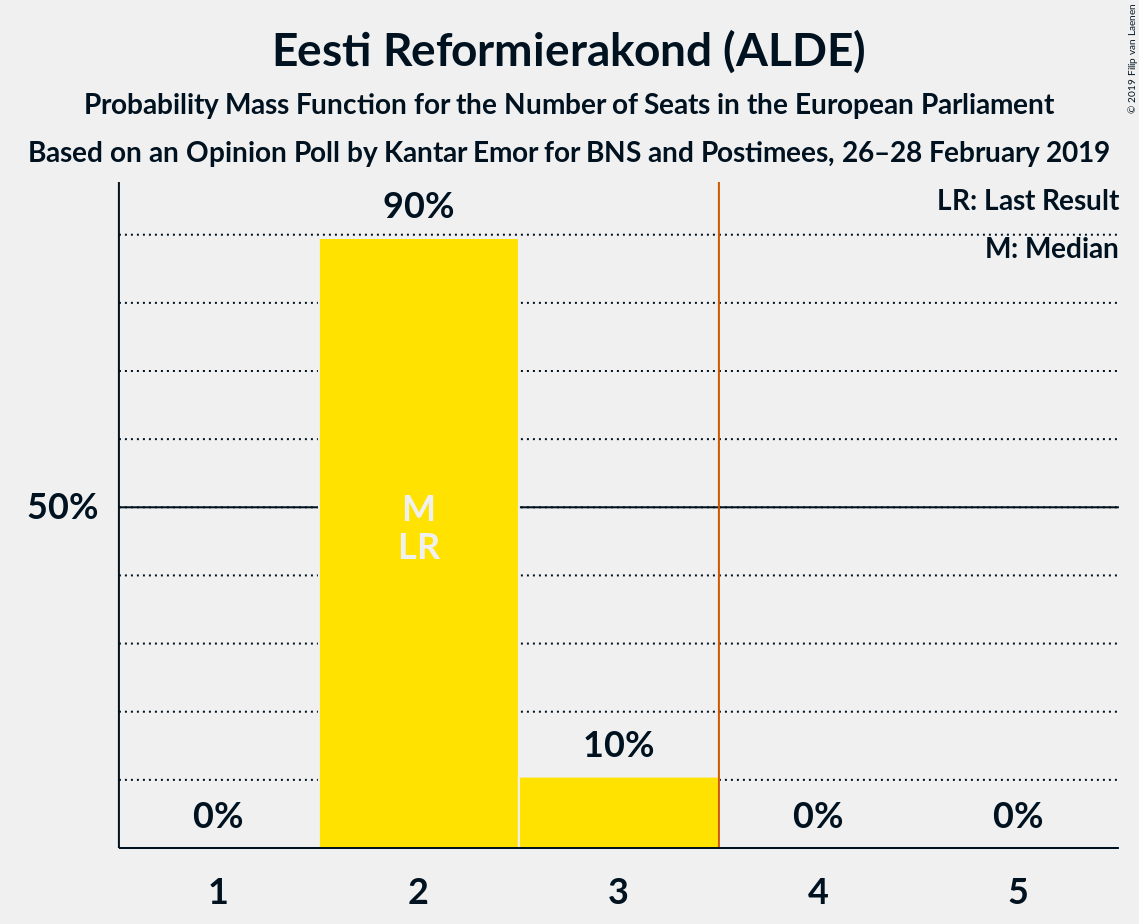 Eesti Reformierakond (ALDE)
Probability Mass Function for the Number of Seats in the European Parliament
Based on an Opinion Poll by Kantar Emor for BNS and Postimees, 26–28 February 2019
© 2019 Filip van Laenen
LR: Last Result
M: Median
90%
50%
M
LR
10%
0%
0%
0%
1
2
3
4
5